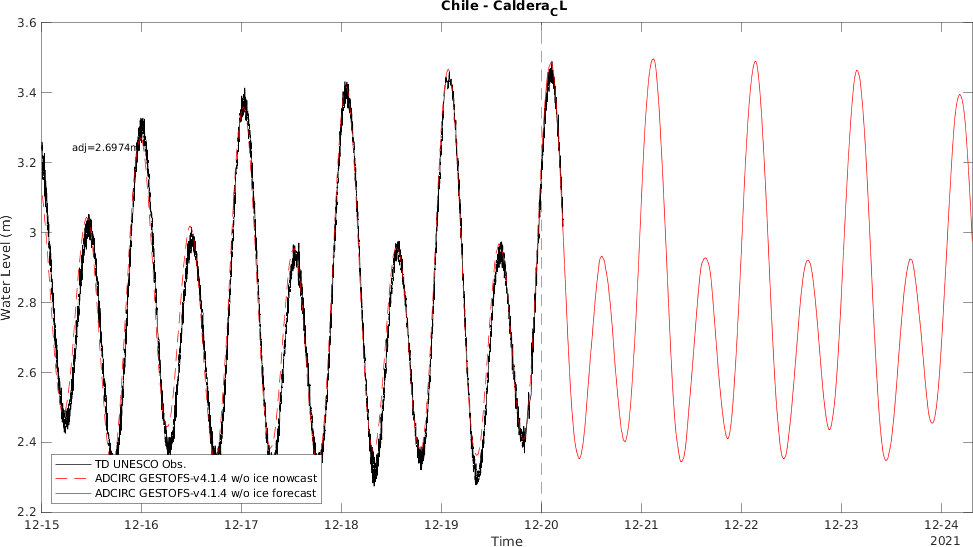 Chile - Caldera_CL
3.6
3.4
3.2
3
2.8
2.6
2.4
2.2
Water Level (m)
adj=2.6974m
TD UNESCO Obs.
ADCIRC GESTOFS-v4.1.4 w/o ice nowcast
ADCIRC GESTOFS-v4.1.4 w/o ice forecast
12-15 12-16 12-17 12-18 12-19 12-20 12-21 12-22 12-23 12-24
Time
2021